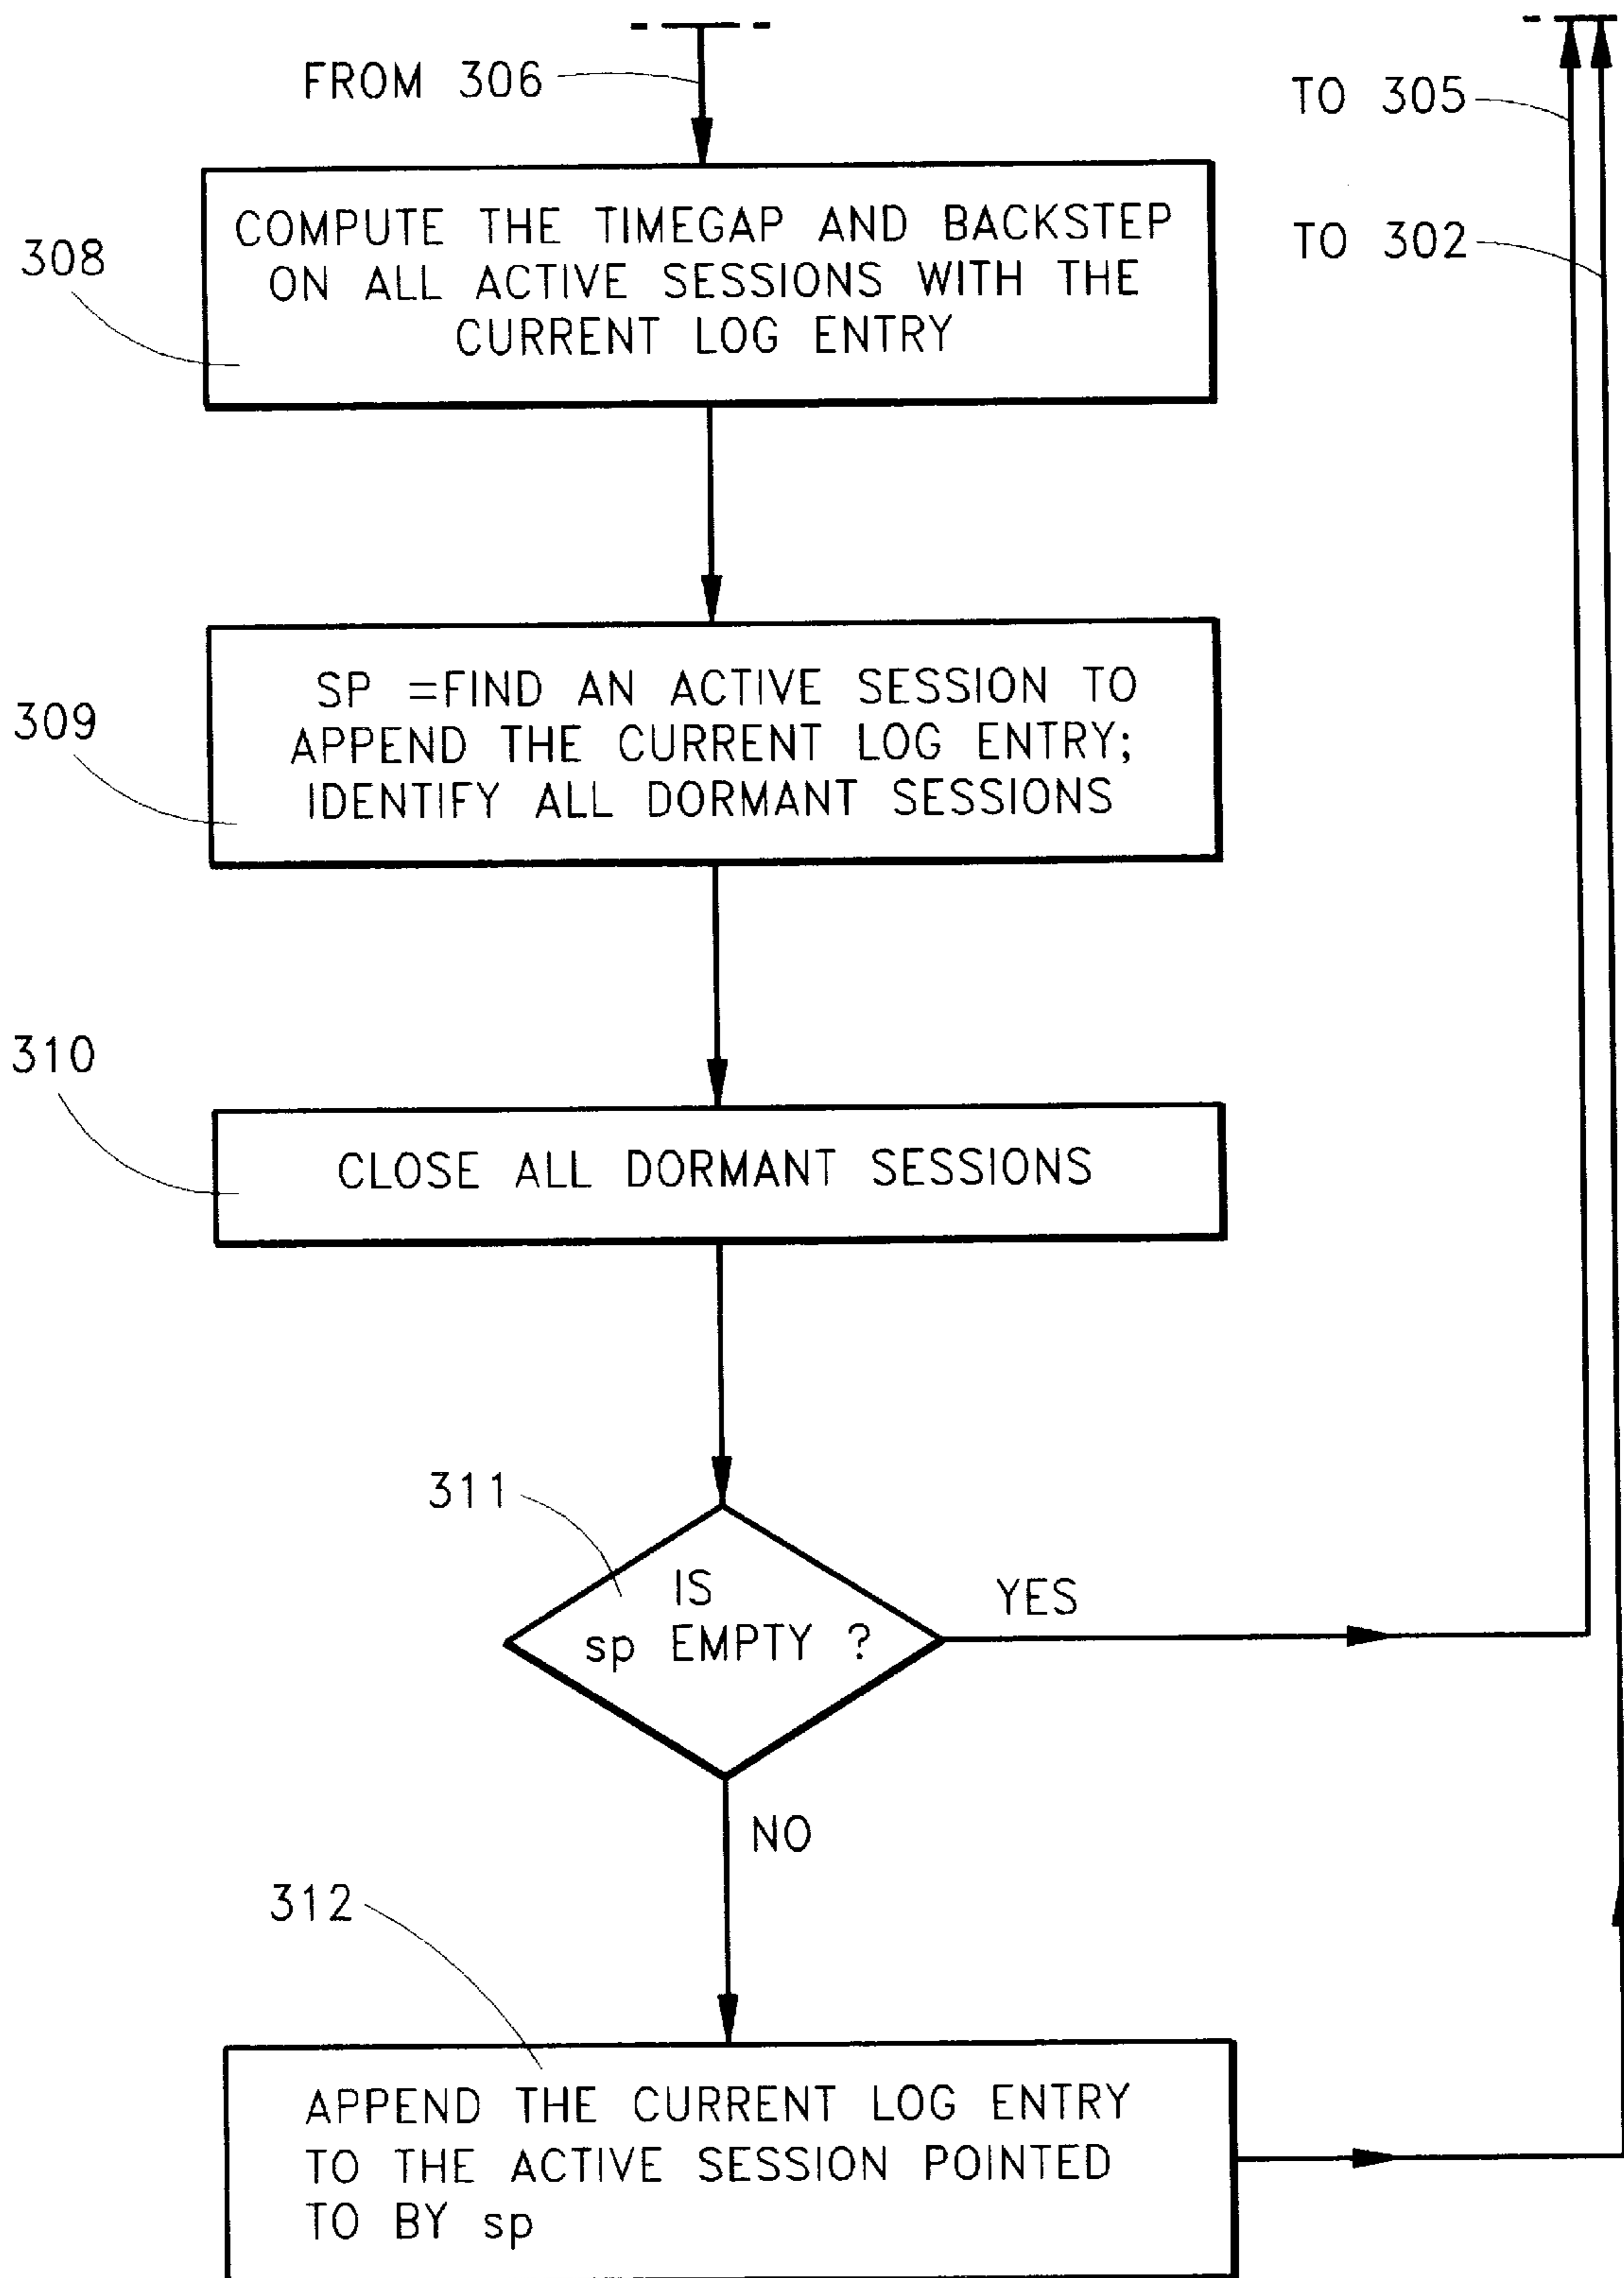 FROM 306
TO 305
TO 302
308
COMPUTE THE TIMEGAP AND BACKSTEP
ON ALL ACTIVE SESSIONS WITH THE
CURRENT LOG ENTRY
309
SP =FIND AN ACTIVE SESSION TO
APPEND THE CURRENT LOG ENTRY;
IDENTIFY ALL DORMANT SESSIONS
310
CLOSE ALL DORMANT SESSIONS
311
IS
sp EMPTY ?
YES
NO
312
APPEND THE CURRENT LOG ENTRY
TO THE ACTIVE SESSION POINTED
TO BY sp